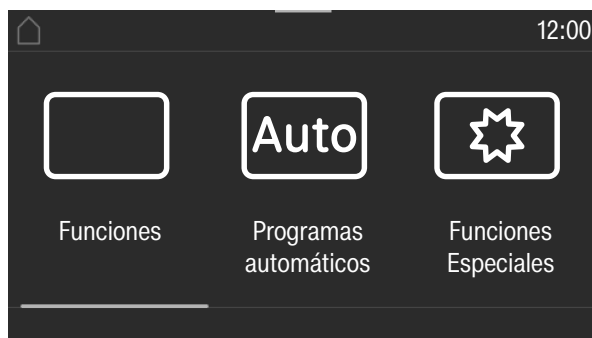 12:00
Auto
Funciones
Programas
automáticos
Funciones
Especiales